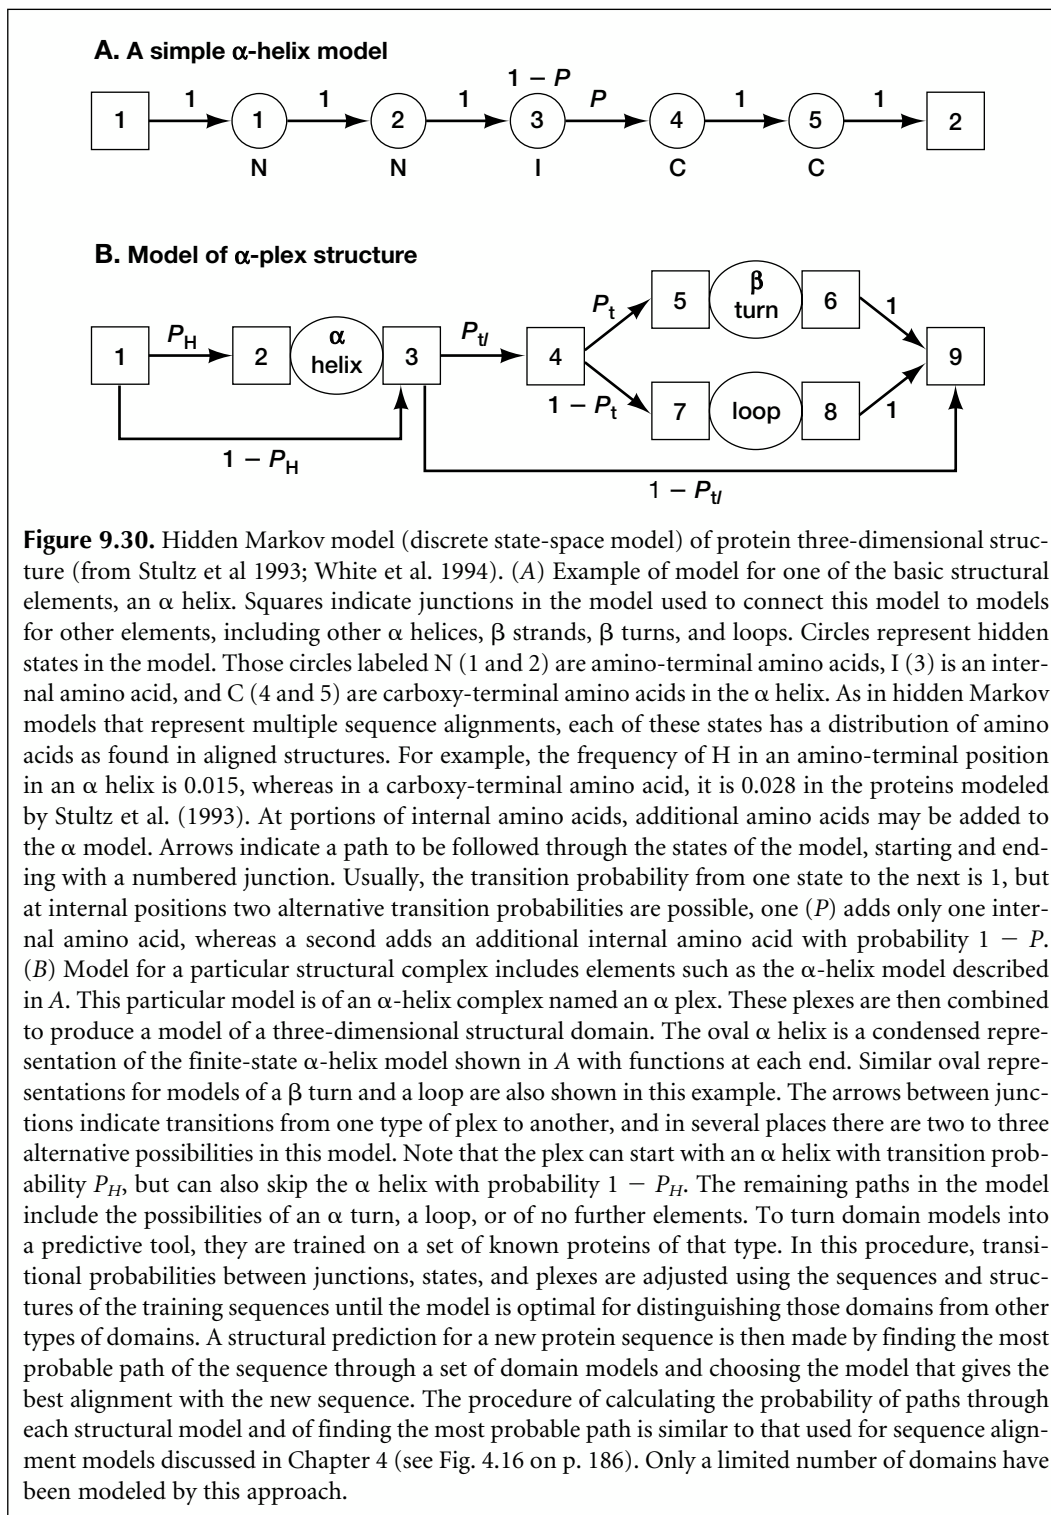 A. A simple α-helix model
1 – P
1 1 1 P 1 1
1 1 2 3 4 5 2
N N I C C
B. Model of α-plex structure
5 β turn 6
Pt 1
PH Ptl
1 2 α helix 3 4 9
1 – Pt 1
7 loop 8
1 – PH
1 – Ptl
Figure 9.30. Hidden Markov model (discrete state-space model) of protein three-dimensional struc-
ture (from Stultz et al 1993; White et al. 1994). (A) Example of model for one of the basic structural
elements, an α helix. Squares indicate junctions in the model used to connect this model to models
for other elements, including other α helices, β strands, β turns, and loops. Circles represent hidden
states in the model. Those circles labeled N (1 and 2) are amino-terminal amino acids, I (3) is an inter-
nal amino acid, and C (4 and 5) are carboxy-terminal amino acids in the α helix. As in hidden Markov
models that represent multiple sequence alignments, each of these states has a distribution of amino
acids as found in aligned structures. For example, the frequency of H in an amino-terminal position
in an α helix is 0.015, whereas in a carboxy-terminal amino acid, it is 0.028 in the proteins modeled
by Stultz et al. (1993). At portions of internal amino acids, additional amino acids may be added to
the α model. Arrows indicate a path to be followed through the states of the model, starting and end-
ing with a numbered junction. Usually, the transition probability from one state to the next is 1, but
at internal positions two alternative transition probabilities are possible, one (P) adds only one inter-
nal amino acid, whereas a second adds an additional internal amino acid with probability 1 – P.
(B) Model for a particular structural complex includes elements such as the α-helix model described
in A. This particular model is of an α-helix complex named an α plex. These plexes are then combined
to produce a model of a three-dimensional structural domain. The oval α helix is a condensed repre-
sentation of the finite-state α-helix model shown in A with functions at each end. Similar oval repre-
sentations for models of a β turn and a loop are also shown in this example. The arrows between junc-
tions indicate transitions from one type of plex to another, and in several places there are two to three
alternative possibilities in this model. Note that the plex can start with an α helix with transition prob-
ability PH, but can also skip the α helix with probability 1 – PH. The remaining paths in the model
include the possibilities of an α turn, a loop, or of no further elements. To turn domain models into
a predictive tool, they are trained on a set of known proteins of that type. In this procedure, transi-
tional probabilities between junctions, states, and plexes are adjusted using the sequences and struc-
tures of the training sequences until the model is optimal for distinguishing those domains from other
types of domains. A structural prediction for a new protein sequence is then made by finding the most
probable path of the sequence through a set of domain models and choosing the model that gives the
best alignment with the new sequence. The procedure of calculating the probability of paths through
each structural model and of finding the most probable path is similar to that used for sequence align-
ment models discussed in Chapter 4 (see Fig. 4.16 on p. 186). Only a limited number of domains have
been modeled by this approach.